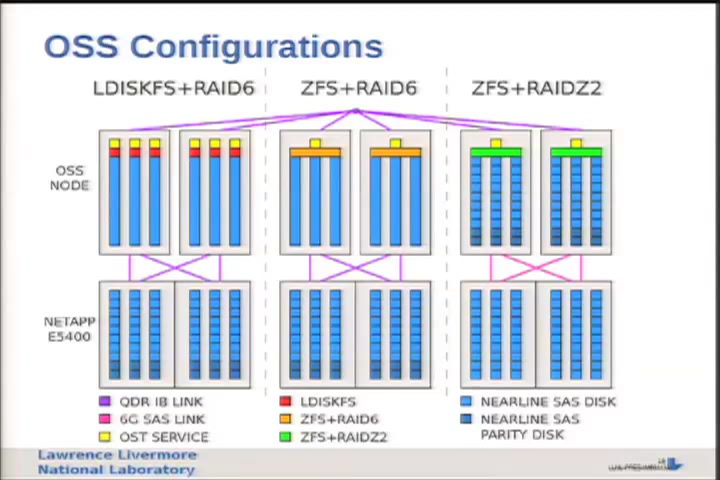 OSS Configurations
LDISKFS+RAID6
ZFS+RAID6
ZFS+RAIDZ2
OSS
NODE
NETAPP
E5400
QDR IB LINK
6G SAS LINK
OST SERVICE
LDISKFS
ZFS+RAID6
ZFS+RAIDZ2
NEARLINE SAS DISK
NEARLINE SAS
PARITY DISK
Lawrence Livermore
National Laboratory